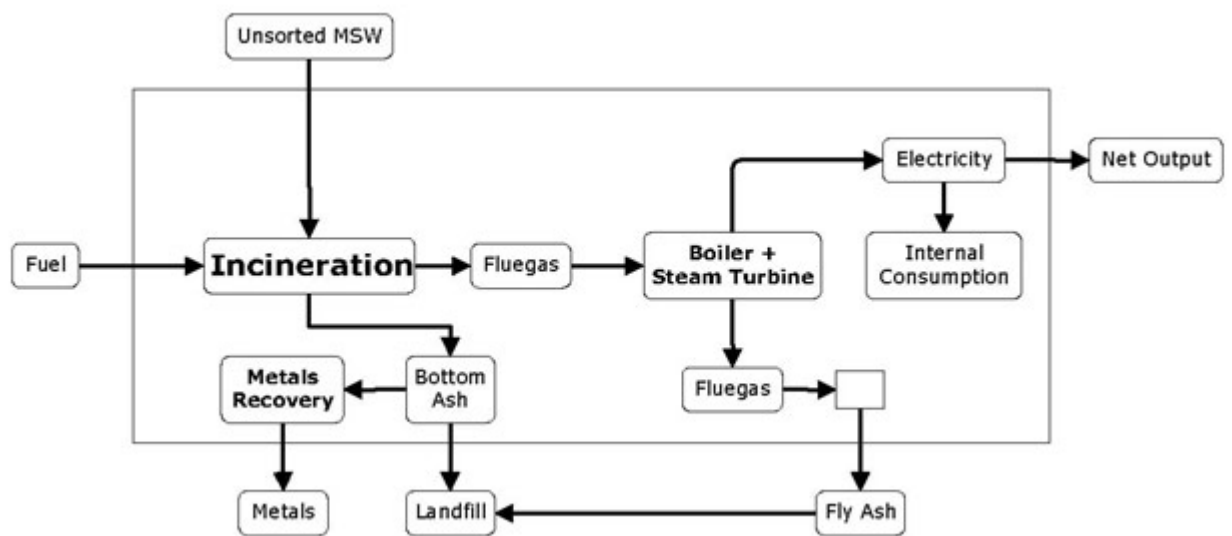 Unsorted MSW
Electricity
Net Output
Fuel
Incineration
Fluegas
Boiler +
Steam Turbine
Internal
Consumption
Metals
Recovery
Bottom
Ash
Fluegas
Metals
Landfill
Fly Ash